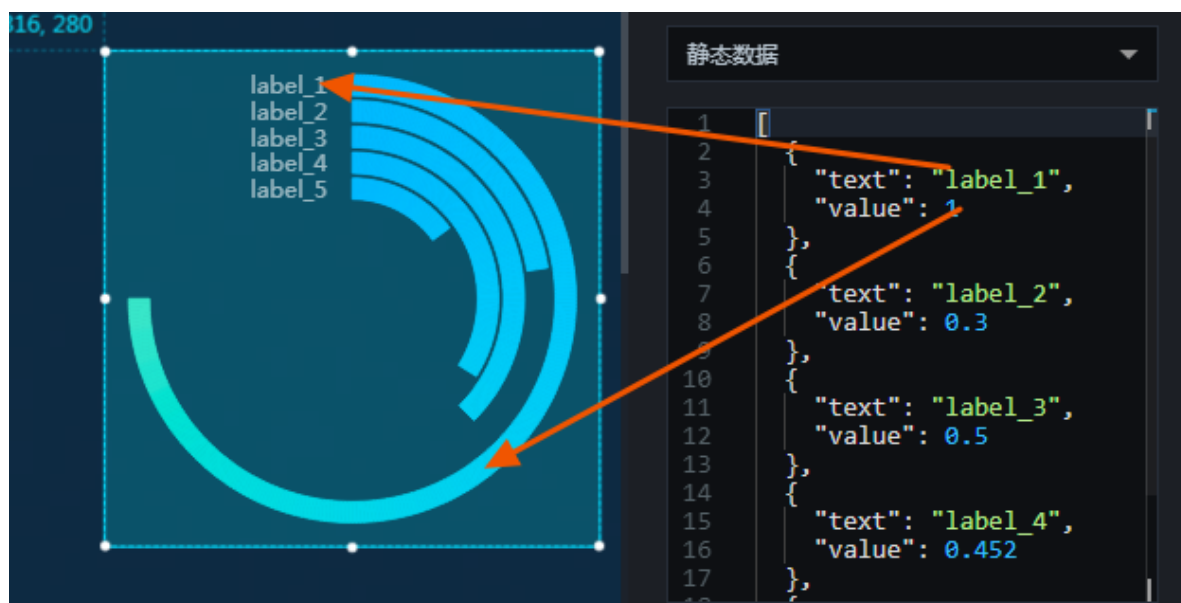 316, 280
label_1
label_2
label_3
label_4
label_5
静态数据
1 [
2 {
3 "text": "label_1",
4 "value": 1
5 },
6 {
7 "text": "label_2",
8 "value": 0.3
9 },
10 {
11 "text": "label_3",
12 "value": 0.5
13 },
14 {
15 "text": "label_4",
16 "value": 0.452
17 },